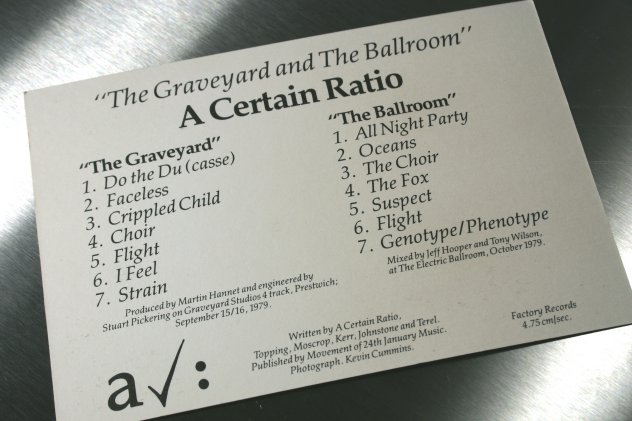 "The Graveyard and The Ballroom"
A Certain Ratio
"The Graveyard"
1. Do the Du (casse)
2. Faceless
3. Crippled Child
4. Choir
5. Flight
6. I Feel
7. Strain
Produced by Martin Hannet and engineered by
Stuart Pickering on Graveyard Studios 4 track, Prestwich;
September 15/16, 1979.
"The Ballroom"
1. All Night Party
2. Oceans
3. The Choir
4. The Fox
5. Suspect
6. Flight
7. Genotype/Phenotype
Mixed by Jeff Hooper and Tony Wilson,
at The Electric Ballroom, October 1979.
a✓:
Written by A Certain Ratio,
Topping, Moscrop, Kerr, Johnstone and Terel.
Published by Movement of 24th January Music.
Photograph. Kevin Cummins.
Factory Records
4.75 cm/sec.